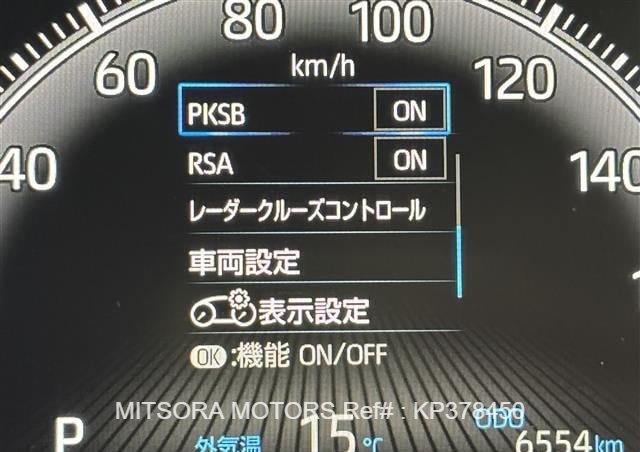 80 100
60 km/h 120
PKSB ON
40 RSA ON 140
レーダークルーズコントロール
車両設定
表示設定
OK:機能 ON/OFF
MITSORA MOTORS Ref# : KP378450
P 外気温 15°C ODO 6554km